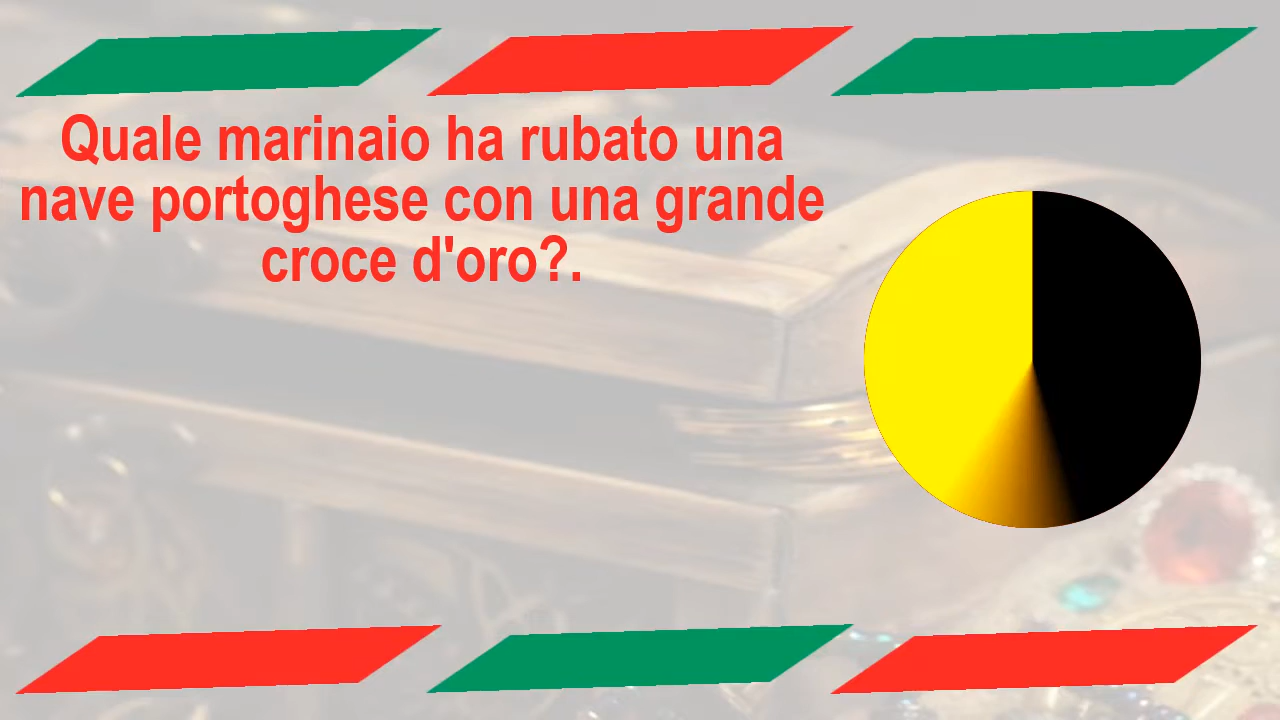 Quale marinaio ha rubato una
nave portoghese con una grande
croce d'oro?.